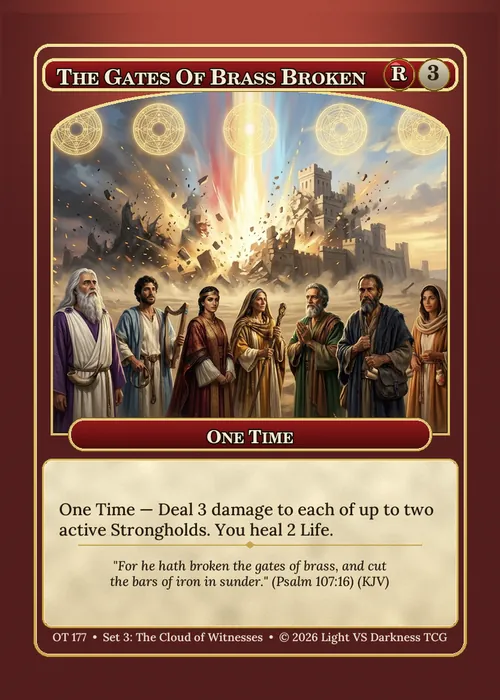 The Gates Of Brass Broken R 3
One Time
One Time — Deal 3 damage to each of up to two
active Strongholds. You heal 2 Life.
"For he hath broken the gates of brass, and cut
the bars of iron in sunder." (Psalm 107:16) (KJV)
OT 177 • Set 3: The Cloud of Witnesses • © 2026 Light VS Darkness TCG